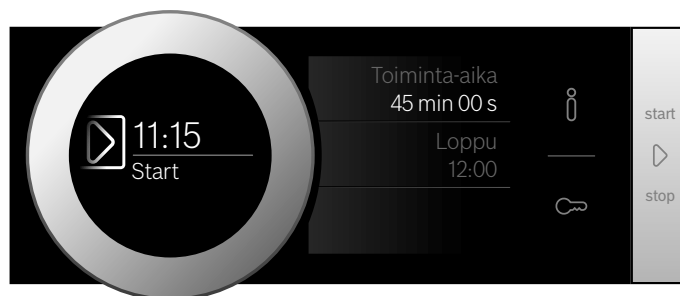 11:15
Start
Toiminta-aika
45 min 00 s
Loppu
12:00
start
stop